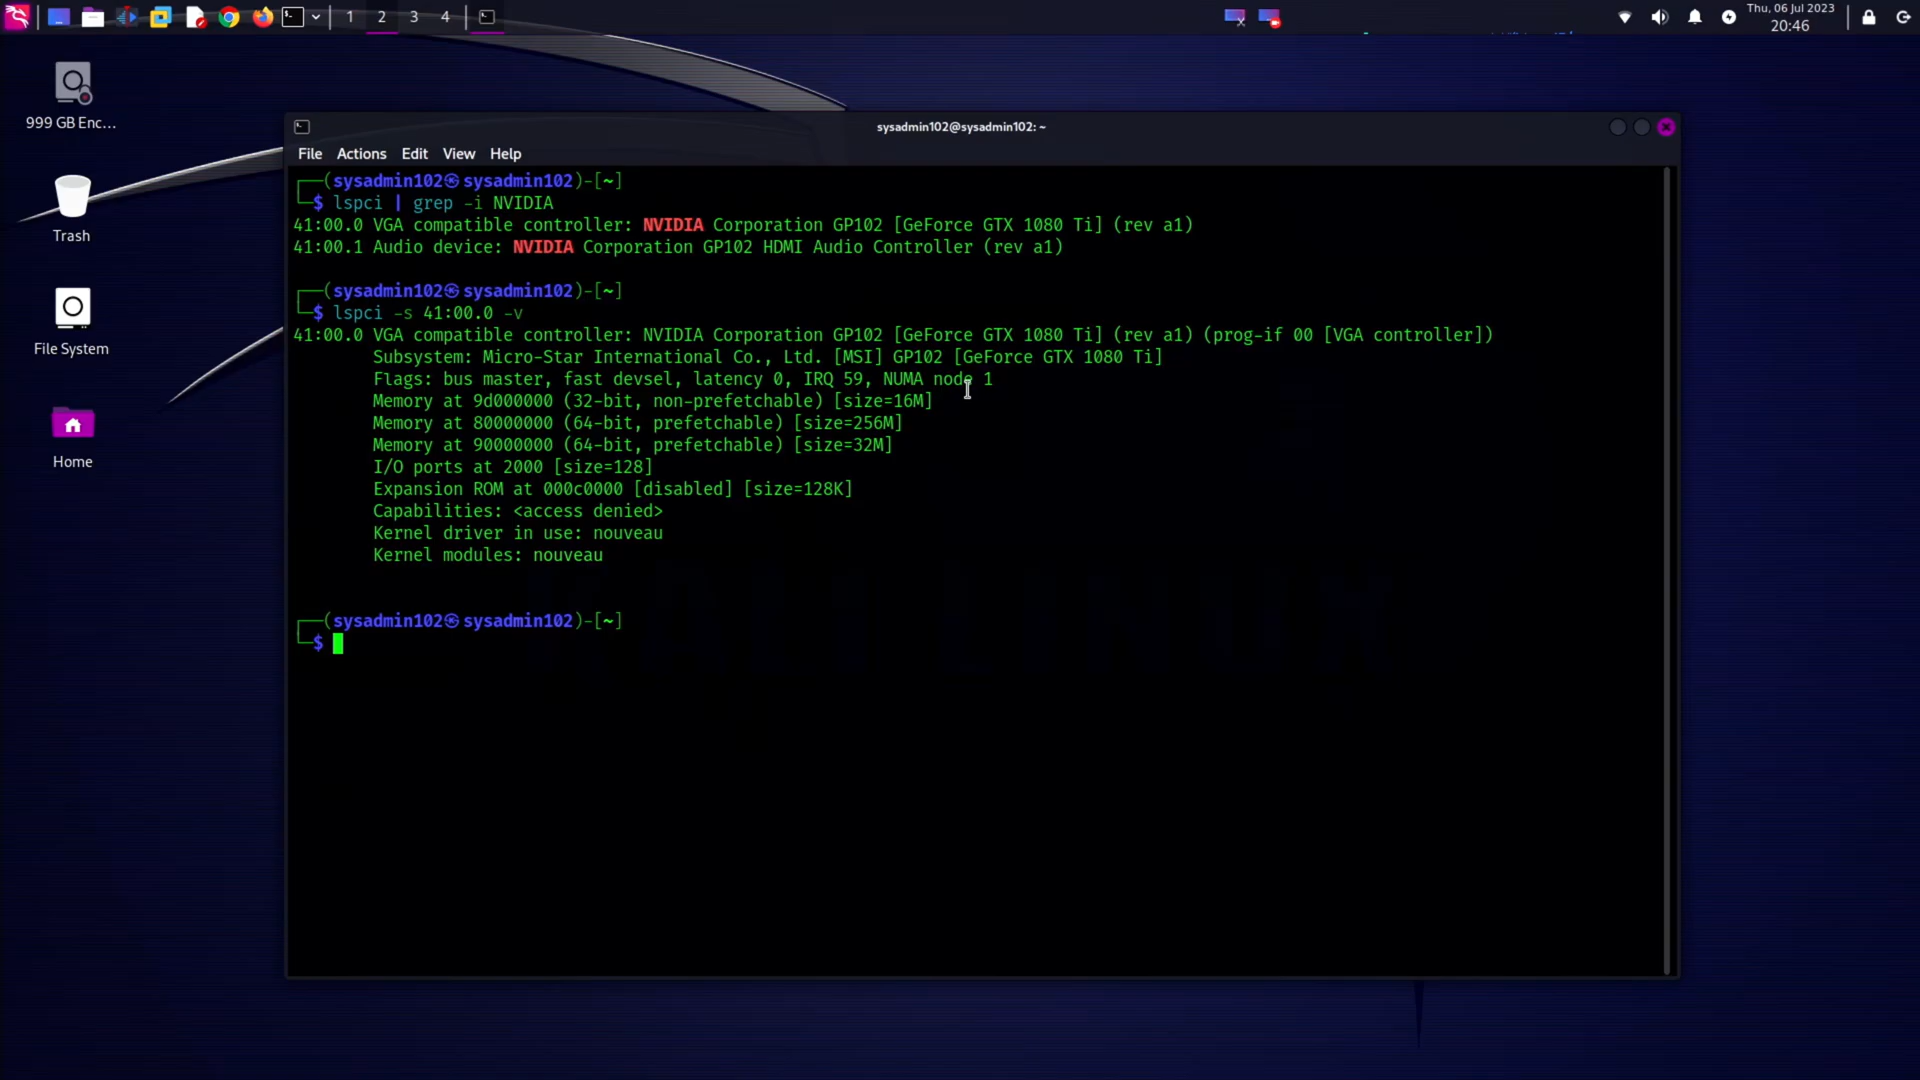 1 2 3 4
Thu, 06 Jul 2023
20:46
999 GB Enc...
Trash
File System
Home
sysadmin102@sysadmin102: ~
File Actions Edit View Help
┌──(sysadmin102㉿sysadmin102)-[~]
└─$ lspci | grep -i NVIDIA
41:00.0 VGA compatible controller: NVIDIA Corporation GP102 [GeForce GTX 1080 Ti] (rev a1)
41:00.1 Audio device: NVIDIA Corporation GP102 HDMI Audio Controller (rev a1)
┌──(sysadmin102㉿sysadmin102)-[~]
└─$ lspci -s 41:00.0 -v
41:00.0 VGA compatible controller: NVIDIA Corporation GP102 [GeForce GTX 1080 Ti] (rev a1) (prog-if 00 [VGA controller])
Subsystem: Micro-Star International Co., Ltd. [MSI] GP102 [GeForce GTX 1080 Ti]
Flags: bus master, fast devsel, latency 0, IRQ 59, NUMA node 1
Memory at 9d000000 (32-bit, non-prefetchable) [size=16M]
Memory at 80000000 (64-bit, prefetchable) [size=256M]
Memory at 90000000 (64-bit, prefetchable) [size=32M]
I/O ports at 2000 [size=128]
Expansion ROM at 000c0000 [disabled] [size=128K]
Capabilities: <access denied>
Kernel driver in use: nouveau
Kernel modules: nouveau
┌──(sysadmin102㉿sysadmin102)-[~]
└─$